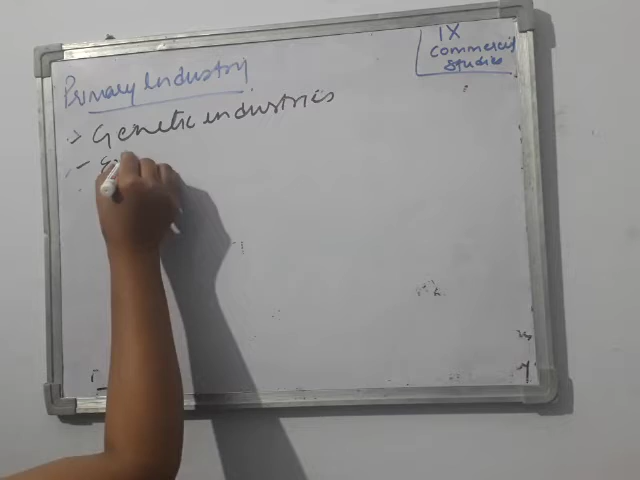 IX
Commercial
Studies
Primary Industry
-> Genetic industries
-